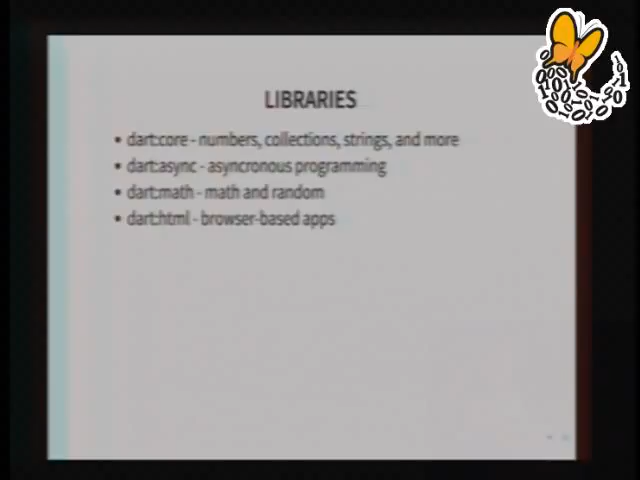 LIBRARIES
• dart:core - numbers, collections, strings, and more
• dart:async - asyncronous programming
• dart:math - math and random
• dart:html - browser-based apps